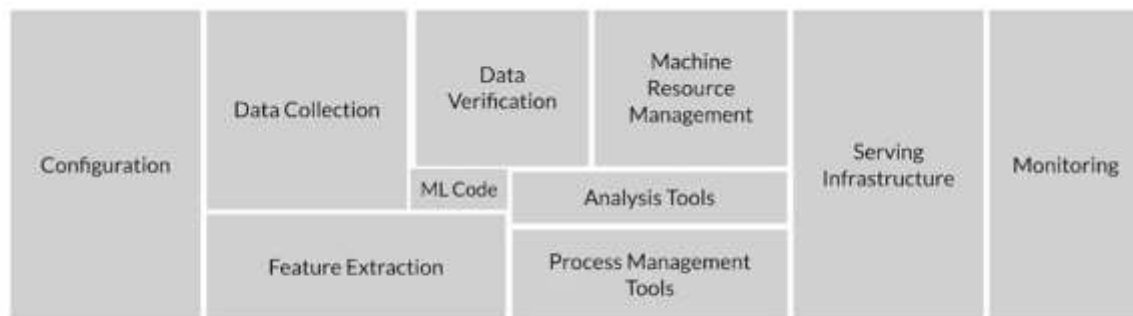 Configuration
Data Collection
Data
Verification
Machine
Resource
Management
ML Code
Analysis Tools
Feature Extraction
Process Management
Tools
Serving
Infrastructure
Monitoring